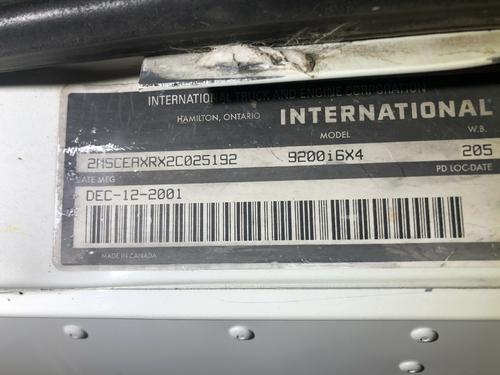 INTERNATIONAL TRUCK AND ENGINE CORPORATION
HAMILTON, ONTARIO INTERNATIONAL
MODEL W.B.
2HSCEAXRX2C025192 9200i6X4 205
DATE MFG PD LOC-DATE
DEC-12-2001
MADE IN CANADA